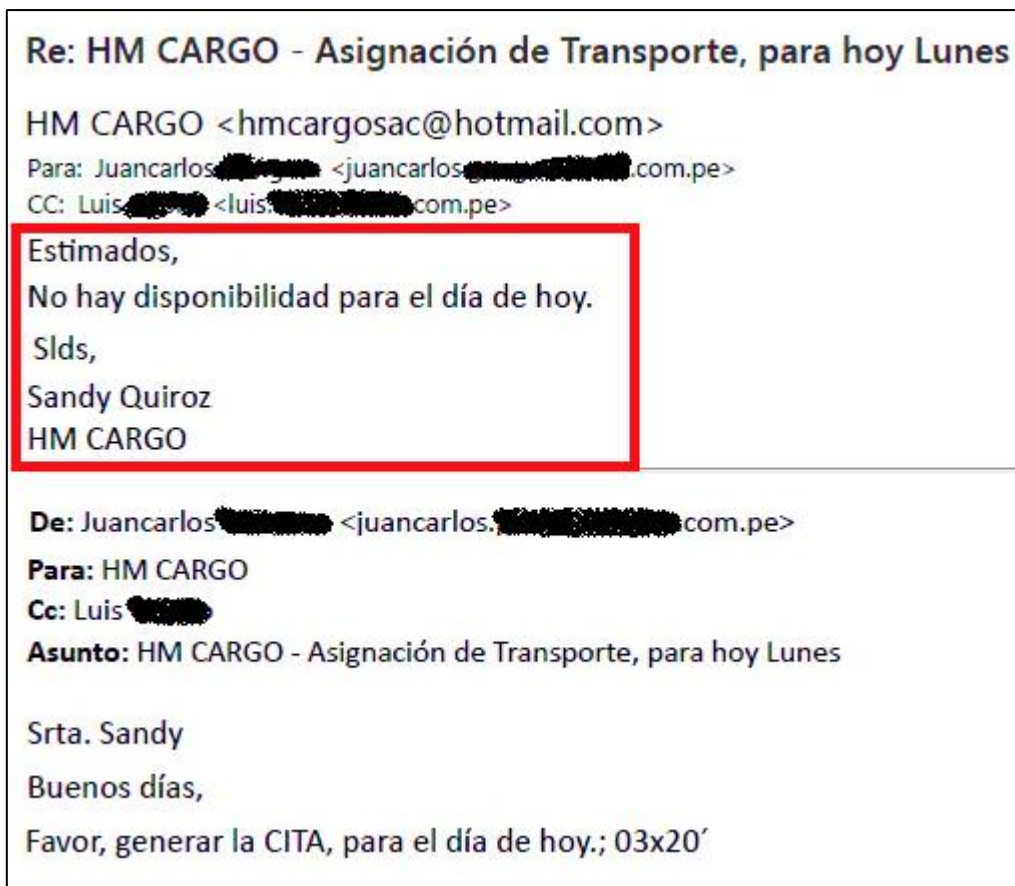 Re: HM CARGO - Asignación de Transporte, para hoy Lunes
HM CARGO <hmcargosac@hotmail.com>
Para: Juancarlos <juancarlos .com.pe>
CC: Luis <luis. com.pe>
Estimados,
No hay disponibilidad para el día de hoy.
Slds,
Sandy Quiroz
HM CARGO
De: Juancarlos <juancarlos. com.pe>
Para: HM CARGO
Cc: Luis
Asunto: HM CARGO - Asignación de Transporte, para hoy Lunes
Srta. Sandy
Buenos días,
Favor, generar la CITA, para el día de hoy.; 03x20´